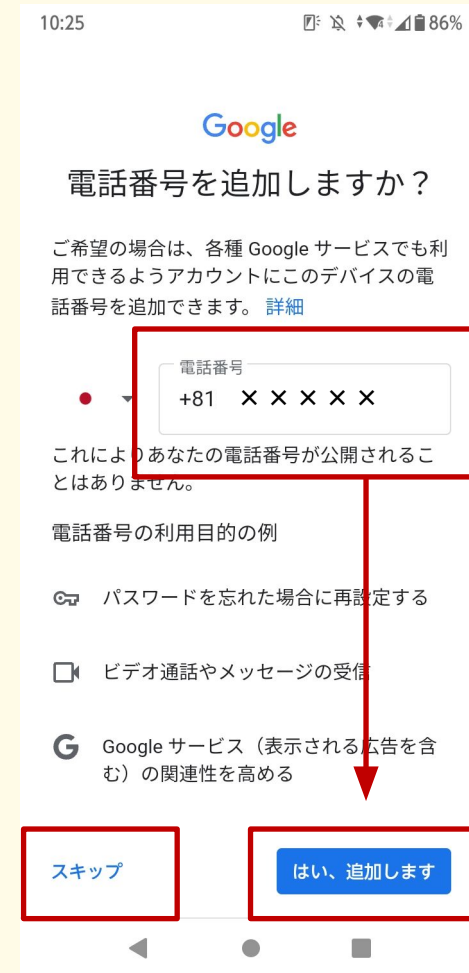 10:25
86%
Google
電話番号を追加しますか？
ご希望の場合は、各種 Google サービスでも利
用できるようアカウントにこのデバイスの電
話番号を追加できます。 詳細
電話番号
+81 ×××××
これによりあなたの電話番号が公開されるこ
とはありません。
電話番号の利用目的の例
パスワードを忘れた場合に再設定する
ビデオ通話やメッセージの受信
G Google サービス（表示される広告を含
む）の関連性を高める
スキップ
はい、追加します